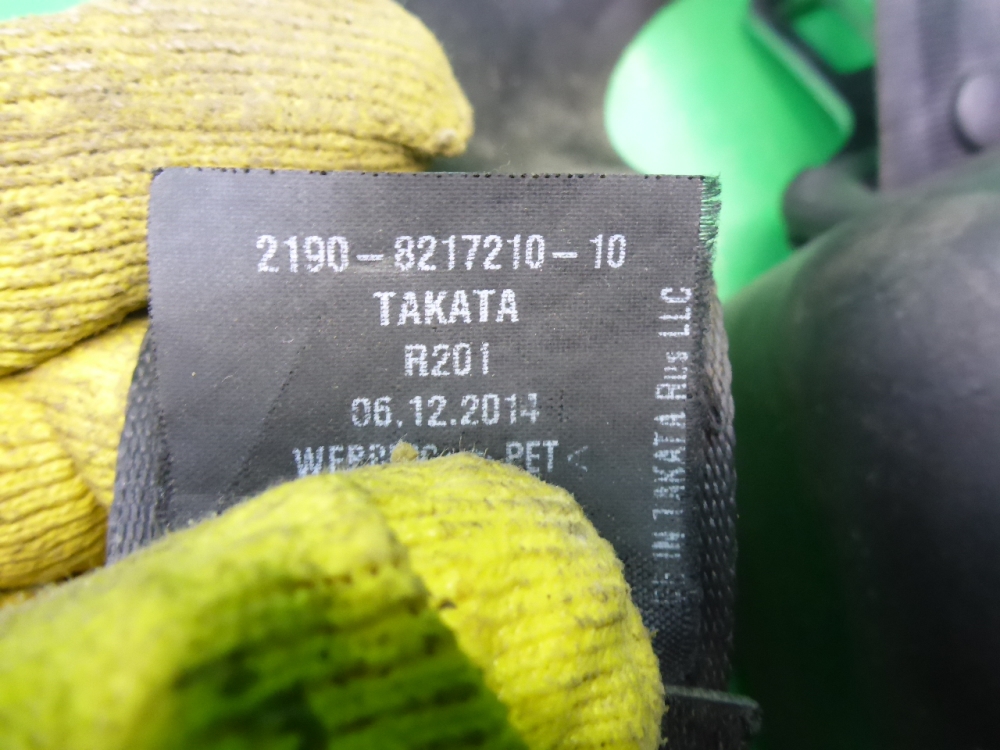 2190-8217210-10
TAKATA
R201
06.12.2014
PET<
IN TAKATA Rus LLC